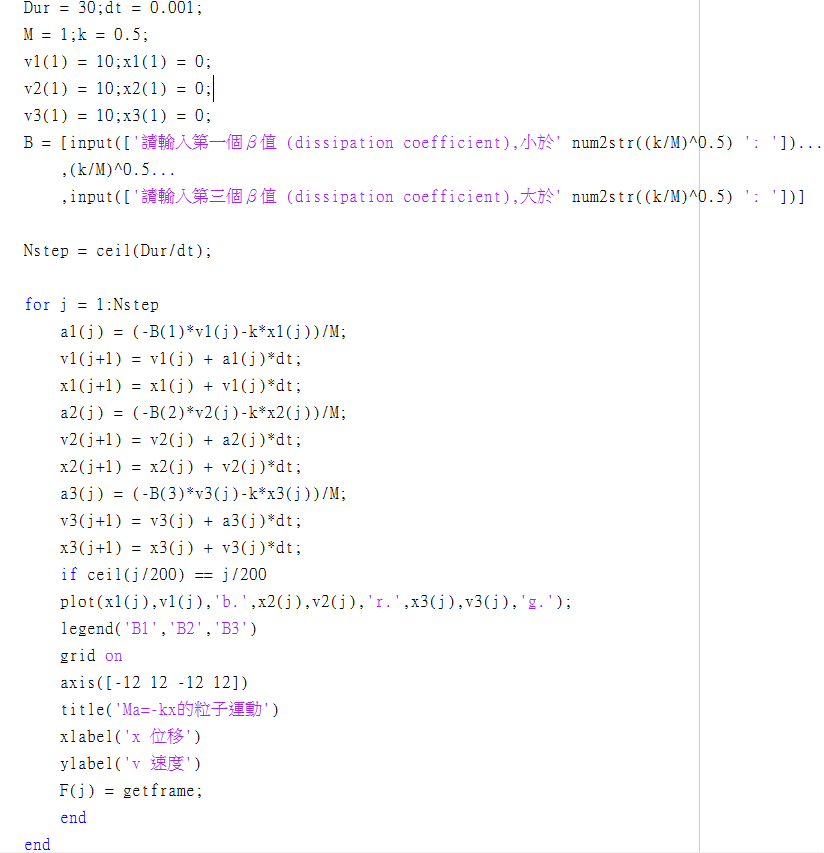 Dur = 30;dt = 0.001;
M = 1;k = 0.5;
v1(1) = 10;x1(1) = 0;
v2(1) = 10;x2(1) = 0;
v3(1) = 10;x3(1) = 0;
B = [input(['請輸入第一個β值 (dissipation coefficient),小於' num2str((k/M)^0.5) ': '])...
    ,(k/M)^0.5...
    ,input(['請輸入第三個β值 (dissipation coefficient),大於' num2str((k/M)^0.5) ': '])]
Nstep = ceil(Dur/dt);
for j = 1:Nstep
    a1(j) = (-B(1)*v1(j)-k*x1(j))/M;
    v1(j+1) = v1(j) + a1(j)*dt;
    x1(j+1) = x1(j) + v1(j)*dt;
    a2(j) = (-B(2)*v2(j)-k*x2(j))/M;
    v2(j+1) = v2(j) + a2(j)*dt;
    x2(j+1) = x2(j) + v2(j)*dt;
    a3(j) = (-B(3)*v3(j)-k*x3(j))/M;
    v3(j+1) = v3(j) + a3(j)*dt;
    x3(j+1) = x3(j) + v3(j)*dt;
    if ceil(j/200) == j/200
    plot(x1(j),v1(j),'b.',x2(j),v2(j),'r.',x3(j),v3(j),'g.');
    legend('B1','B2','B3')
    grid on
    axis([-12 12 -12 12])
    title('Ma=-kx的粒子運動')
    xlabel('x 位移')
    ylabel('v 速度')
    F(j) = getframe;
    end
end